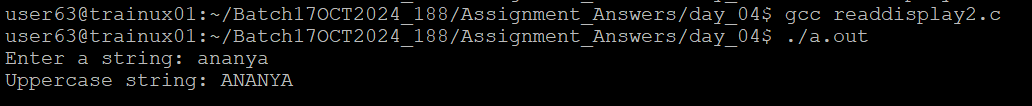 user63@trainux01:~/Batch17OCT2024_188/Assignment_Answers/day_04$ gcc readdisplay2.c
user63@trainux01:~/Batch17OCT2024_188/Assignment_Answers/day_04$ ./a.out
Enter a string: ananya
Uppercase string: ANANYA